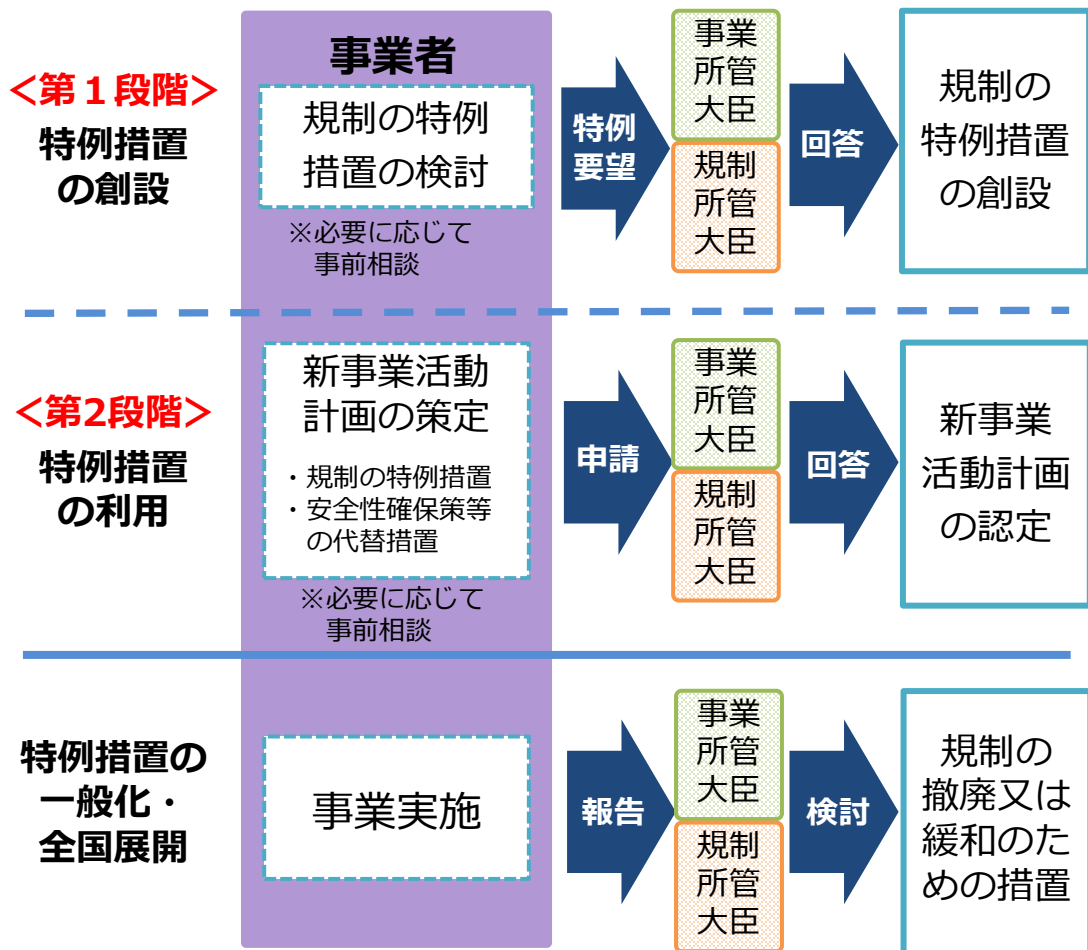 <第１段階>
特例措置
の創設
事業者
規制の特例
措置の検討
※必要に応じて
事前相談
特例
要望
事業
所管
大臣
規制
所管
大臣
回答
規制の
特例措置
の創設
<第2段階>
特例措置
の利用
新事業活動
計画の策定
・規制の特例措置
・安全性確保策等
の代替措置
※必要に応じて
事前相談
申請
事業
所管
大臣
規制
所管
大臣
回答
新事業
活動計画
の認定
特例措置の
一般化・
全国展開
事業実施
報告
事業
所管
大臣
規制
所管
大臣
検討
規制の
撤廃又は
緩和のた
めの措置